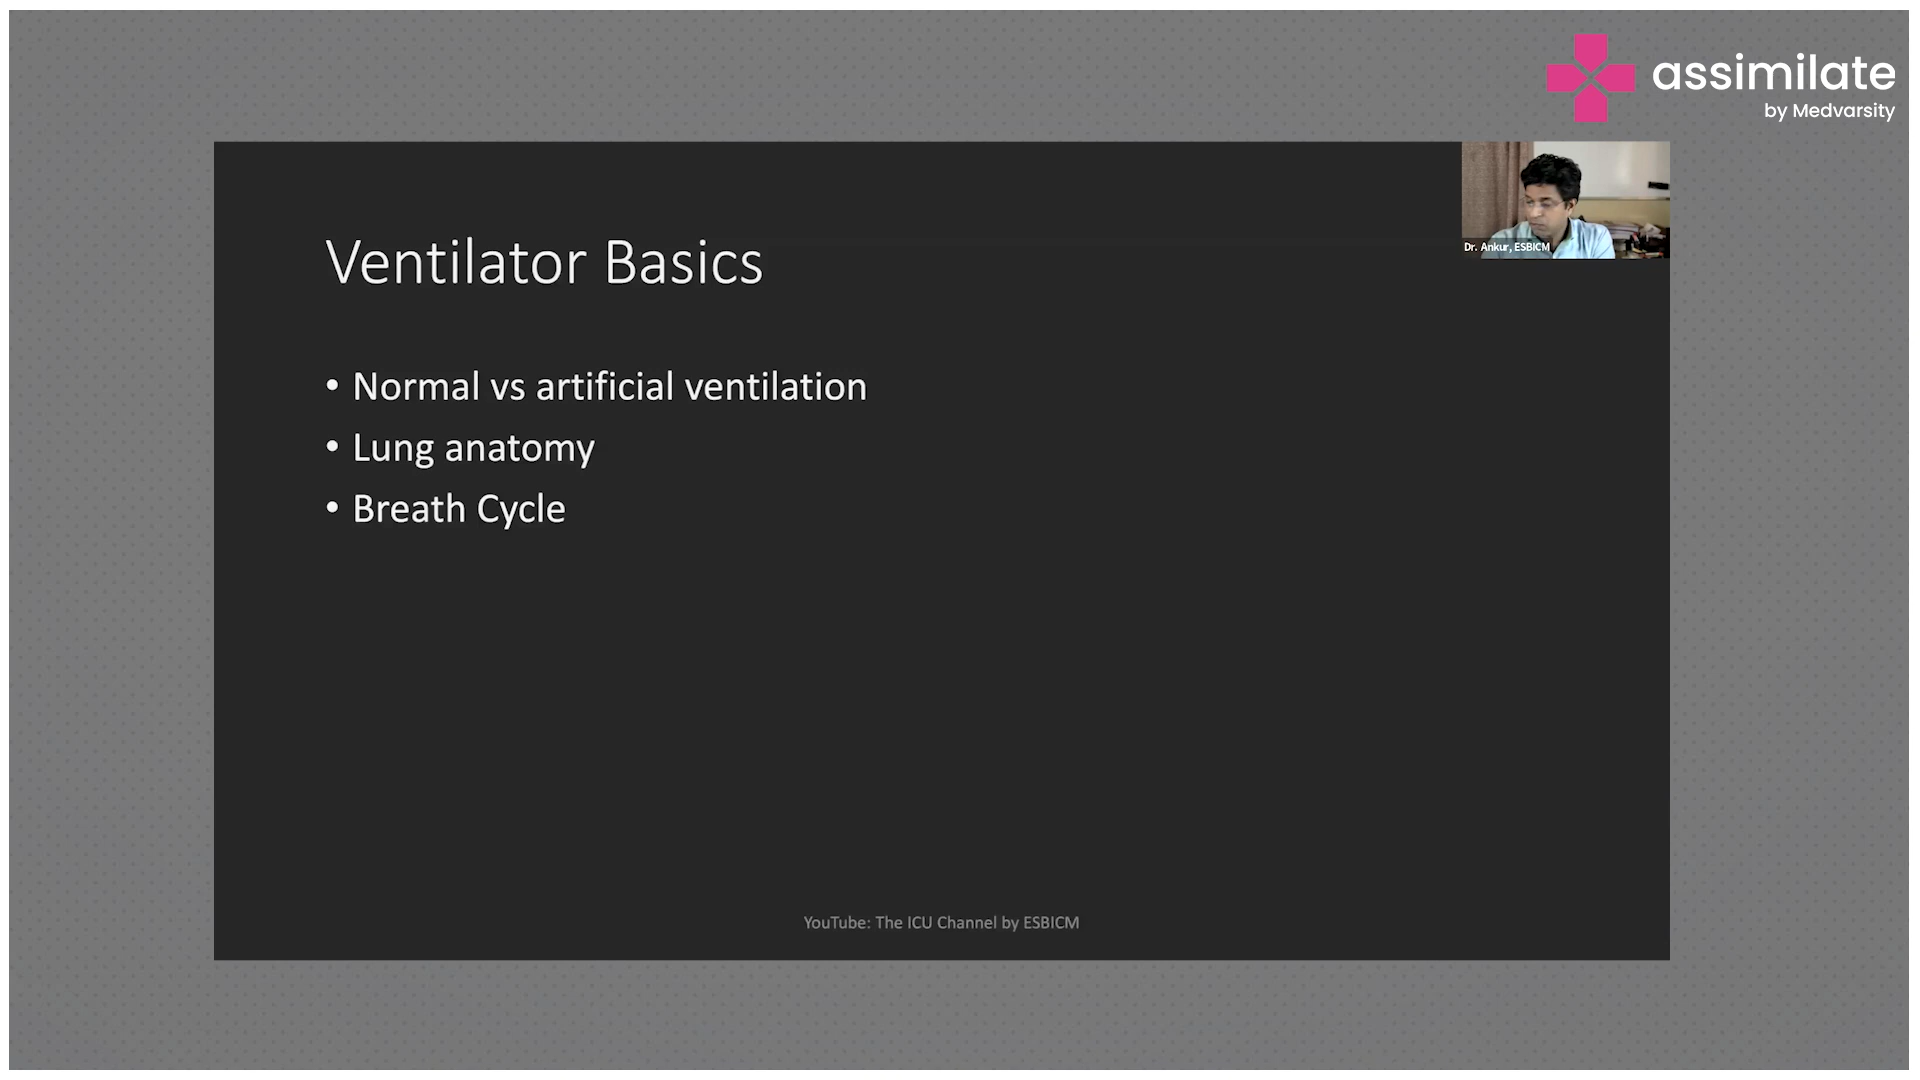 assimilate
by Medvarsity
Dr. Ankur, ESBICM
Ventilator Basics
• Normal vs artificial ventilation
• Lung anatomy
• Breath Cycle
YouTube: The ICU Channel by ESBICM